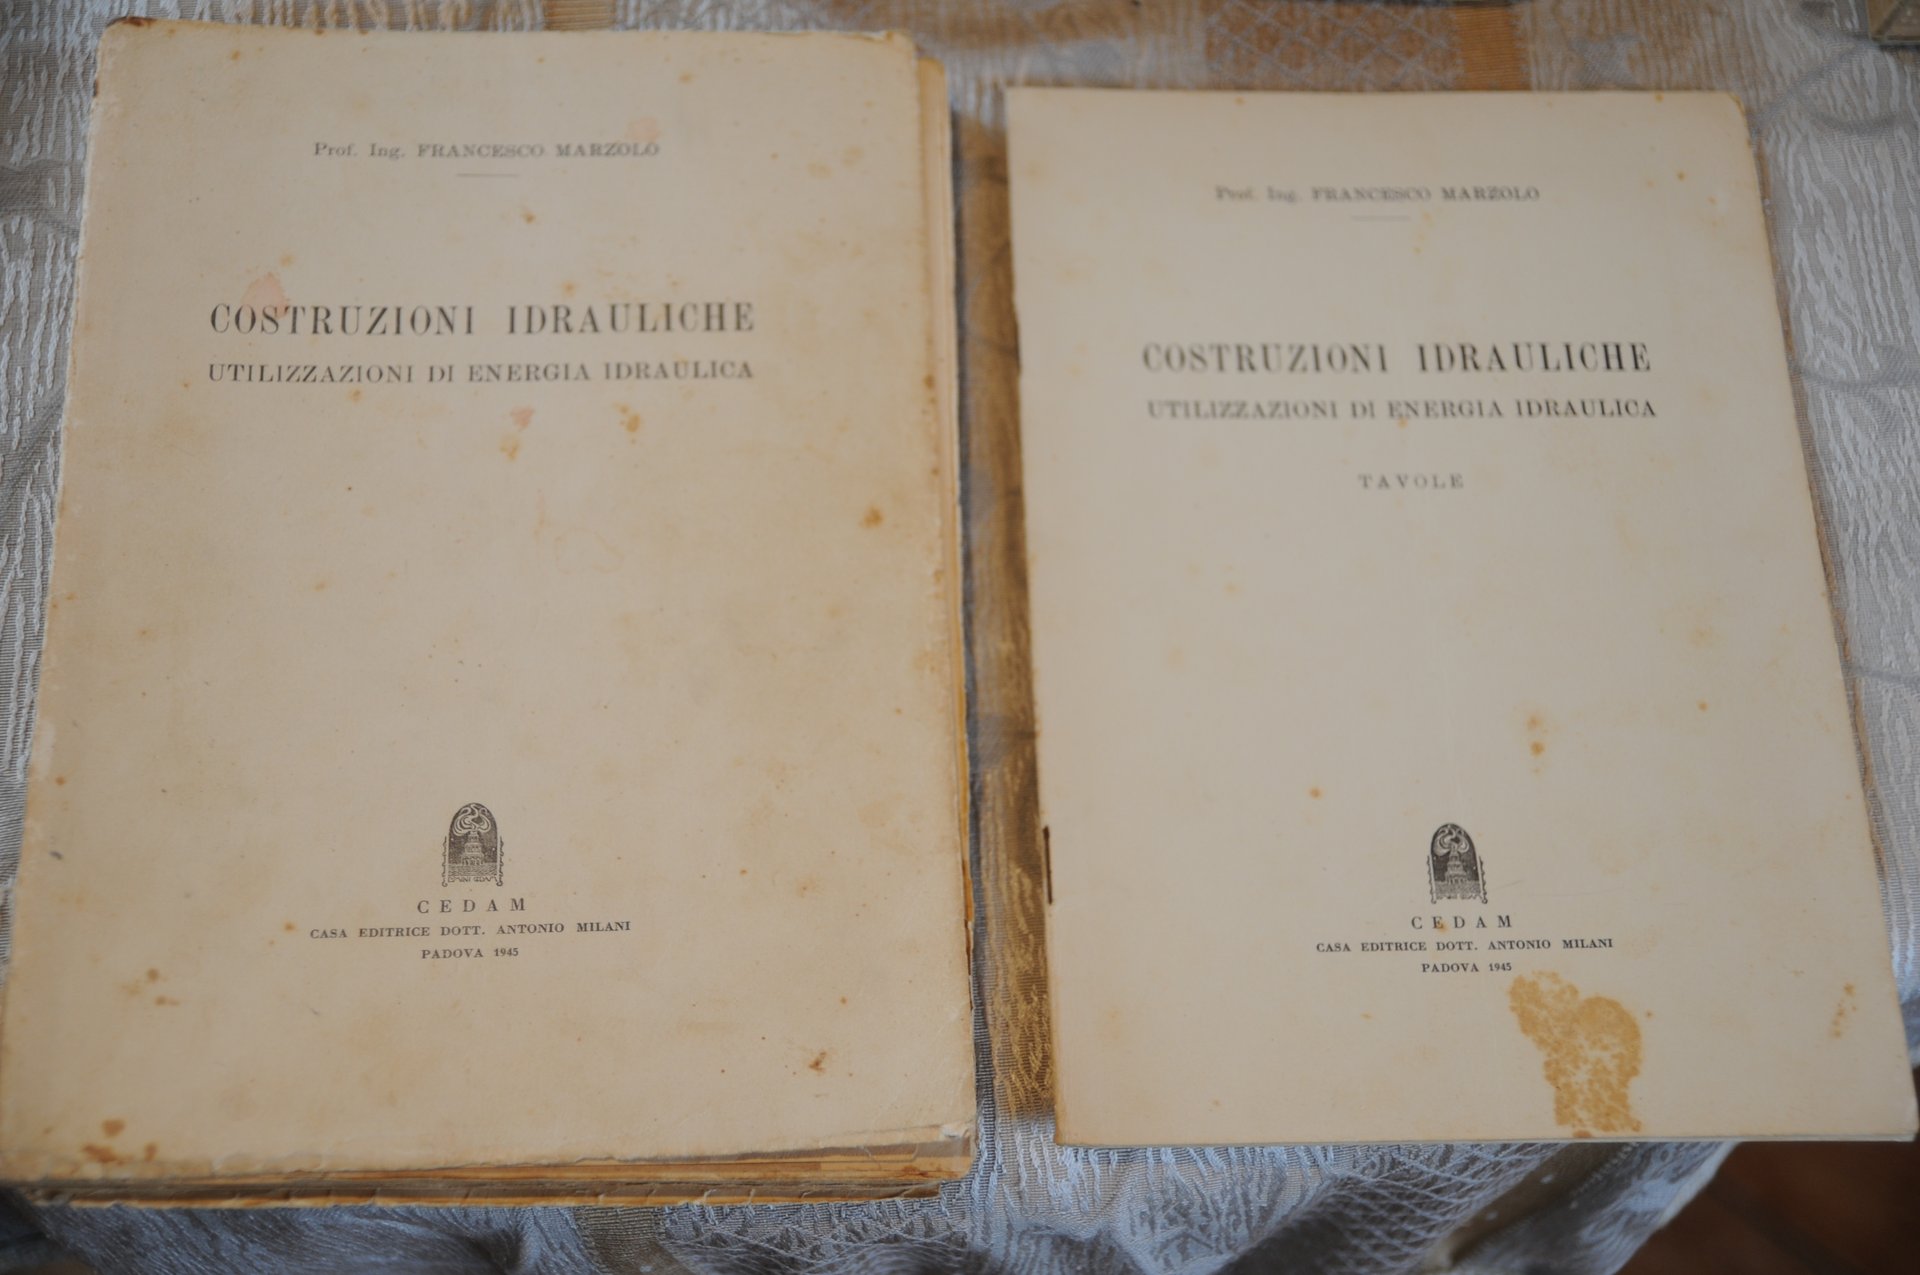 Prof. Ing. FRANCESCO MARZOLO
COSTRUZIONI IDRAULICHE
UTILIZZAZIONI DI ENERGIA IDRAULICA
CEDAM
CASA EDITRICE DOTT. ANTONIO MILANI
PADOVA 1945
Prof. Ing. FRANCESCO MARZOLO
COSTRUZIONI IDRAULICHE
UTILIZZAZIONI DI ENERGIA IDRAULICA
TAVOLE
CEDAM
CASA EDITRICE DOTT. ANTONIO MILANI
PADOVA 1945